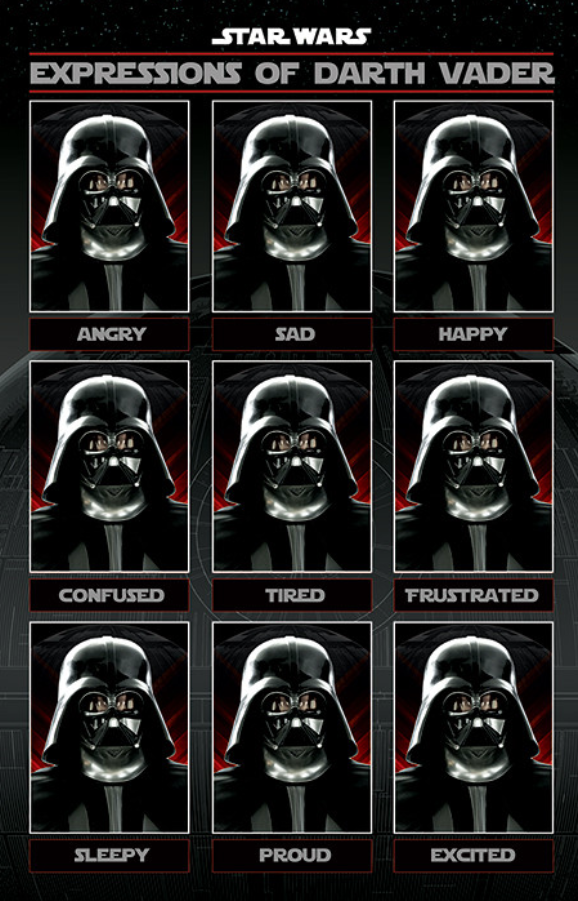 STAR WARS
EXPRESSIONS OF DARTH VADER
ANGRY
SAD
HAPPY
CONFUSED
TIRED
FRUSTRATED
SLEEPY
PROUD
EXCITED